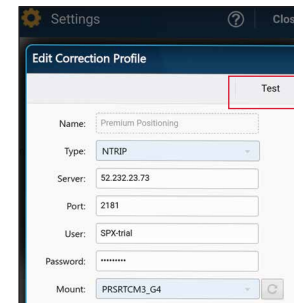 Settings ? Clos
Edit Correction Profile
Test
Name: Premium Positioning
Type: NTRIP
Server: 52.232.23.73
Port: 2181
User: SPX-trial
Password: •••••••••
Mount: PRSRTCM3_G4